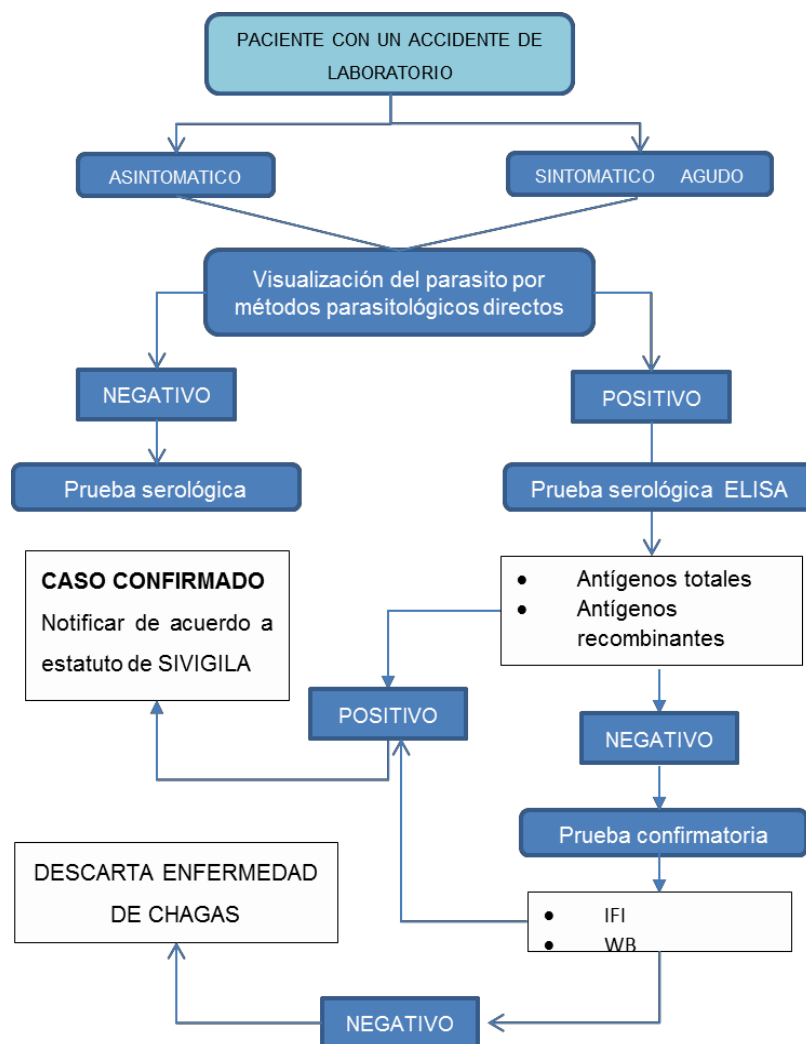 PACIENTE CON UN ACCIDENTE DE
LABORATORIO
ASINTOMATICO
SINTOMATICO AGUDO
Visualización del parasito por
métodos parasitológicos directos
NEGATIVO
POSITIVO
Prueba serológica
Prueba serológica ELISA
CASO CONFIRMADO
Notificar de acuerdo a
estatuto de SIVIGILA
• Antígenos totales
• Antígenos
recombinantes
POSITIVO
NEGATIVO
Prueba confirmatoria
DESCARTA ENFERMEDAD
DE CHAGAS
• IFI
• WB
NEGATIVO